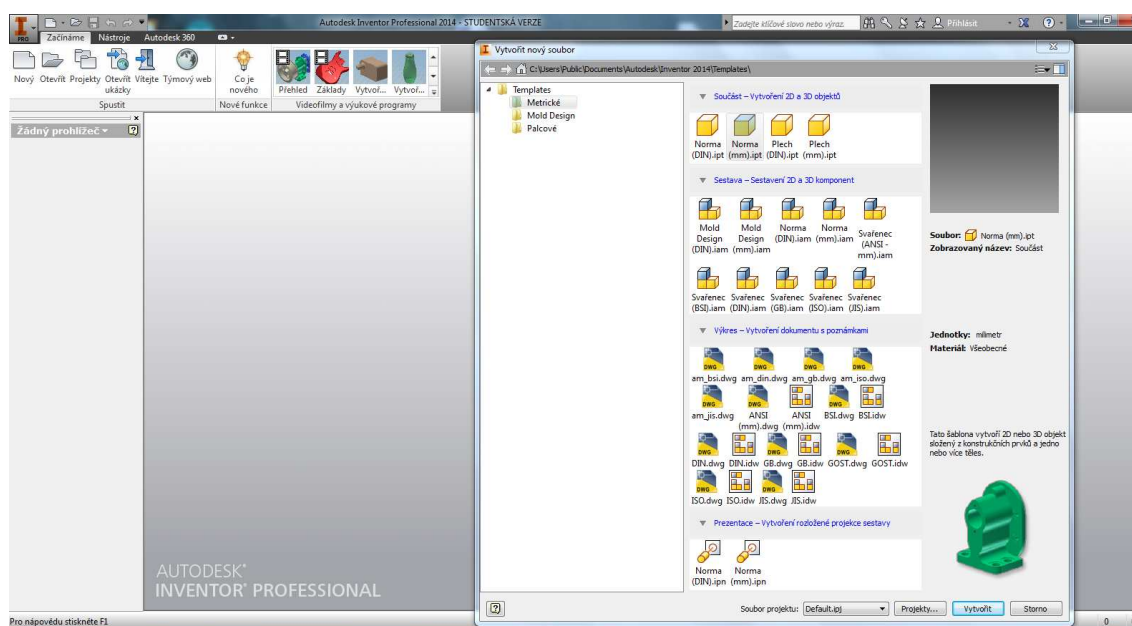 Autodesk Inventor Professional 2014 - STUDENTSKÁ VERZE
Zadejte klíčové slovo nebo výraz.
Přihlásit
PRO
Začínáme Nástroje Autodesk 360
Nový Otevřít Projekty Otevřít ukázky Vítejte Týmový web
Co je nového
Přehled Základy Vytvoř... Vytvoř...
Spustit Nové funkce Videofilmy a výukové programy
Žádný prohlížeč
AUTODESK®
INVENTOR® PROFESSIONAL
Pro nápovědu stiskněte F1
0
Vytvořit nový soubor
C:\Users\Public\Documents\Autodesk\Inventor 2014\Templates\
Templates
Metrické
Mold Design
Palcové
Součást – Vytvoření 2D a 3D objektů
Norma Norma Plech Plech
(DIN).ipt (mm).ipt (DIN).ipt (mm).ipt
Sestava – Sestavení 2D a 3D komponent
Mold Design (DIN).iam
Mold Design (mm).iam
Norma (DIN).iam
Norma (mm).iam
Svařenec (ANSI - mm).iam
Svařenec Svařenec Svařenec Svařenec Svařenec
(BSI).iam (DIN).iam (GB).iam (ISO).iam (JIS).iam
Výkres – Vytvoření dokumentu s poznámkami
am_bsi.dwg am_din.dwg am_gb.dwg am_iso.dwg
am_jis.dwg ANSI (mm).dwg ANSI (mm).idw BSI.dwg BSI.idw
DIN.dwg DIN.idw GB.dwg GB.idw GOST.dwg GOST.idw
ISO.dwg ISO.idw JIS.dwg JIS.idw
Prezentace – Vytvoření rozložené projekce sestavy
Norma Norma
(DIN).ipn (mm).ipn
Soubor: Norma (mm).ipt
Zobrazovaný název: Součást
Jednotky: milimetr
Materiál: Všeobecné
Tato šablona vytvoří 2D nebo 3D objekt
složený z konstrukčních prvků a jedno
nebo více těles.
Soubor projektu: Default.ipj Projekty... Vytvořit Storno